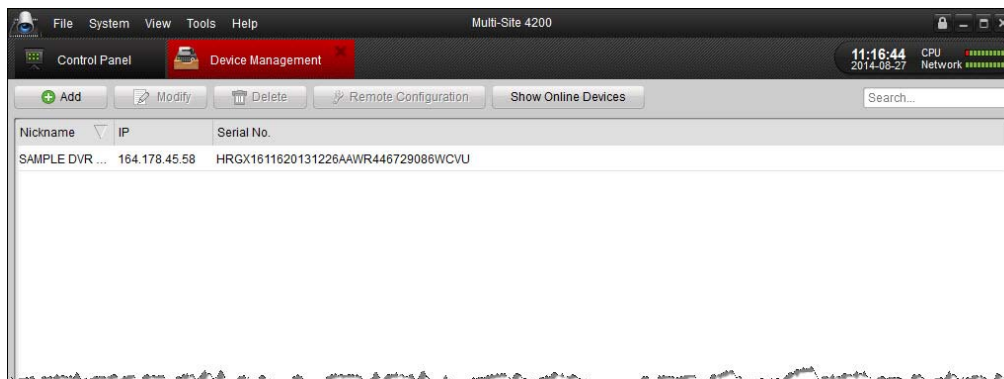 File System View Tools Help Multi-Site 4200
Control Panel Device Management 11:16:44 CPU
2014-08-27 Network
Add Modify Delete Remote Configuration Show Online Devices Search...
Nickname IP Serial No.
SAMPLE DVR ... 164.178.45.58 HRGX1611620131226AAWR446729086WCVU